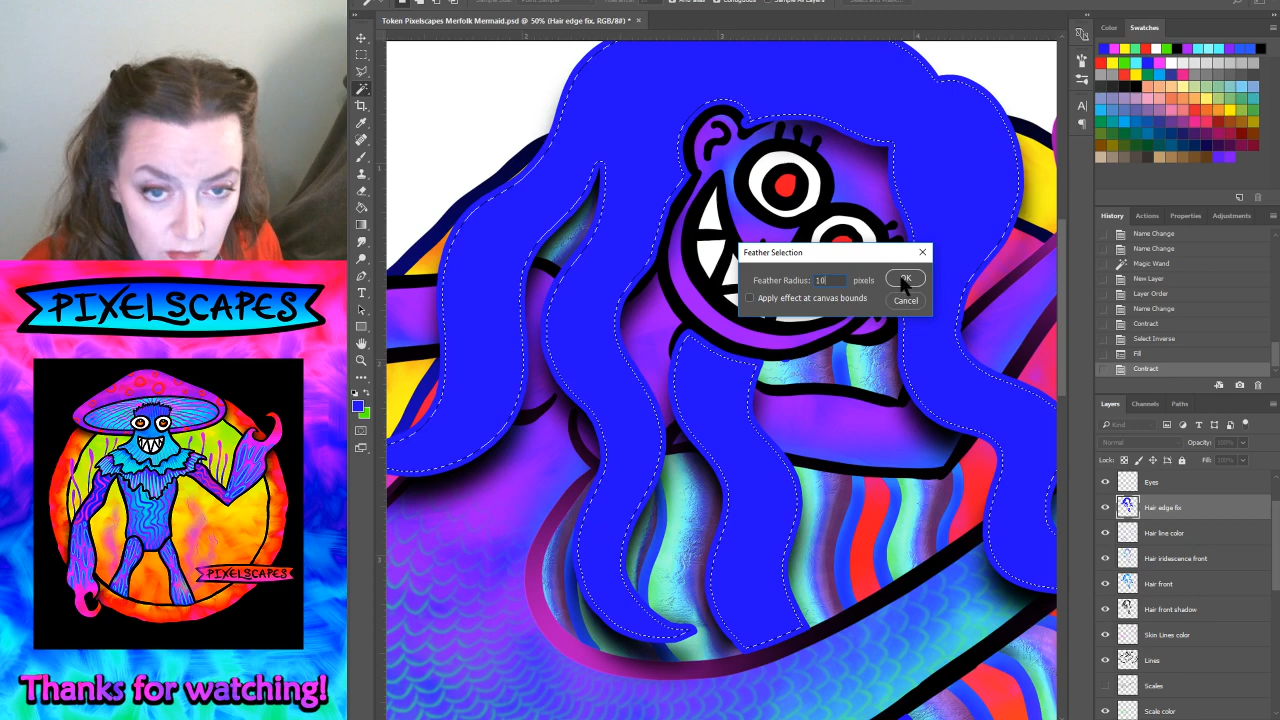 Token Pixelscapes Merfolk Mermaid.psd @ 50% (Hair edge fix, RGB/8#) *
Color
Swatches
History
Actions
Properties
Adjustments
Name Change
Name Change
Magic Wand
New Layer
Layer Order
Name Change
Contract
Select Inverse
Fill
Contract
Feather Selection
Feather Radius: 10 pixels
OK
Apply effect at canvas bounds
Cancel
PIXELSCAPES
PIXELSCAPES
Thanks for watching!
Layers
Channels
Paths
Kind
Normal
Opacity: 100%
Lock:
Fill: 100%
Eyes
Hair edge fix
Hair line color
Hair iridescence front
Hair front
Hair front shadow
Skin Lines color
Lines
Scales
Scale color